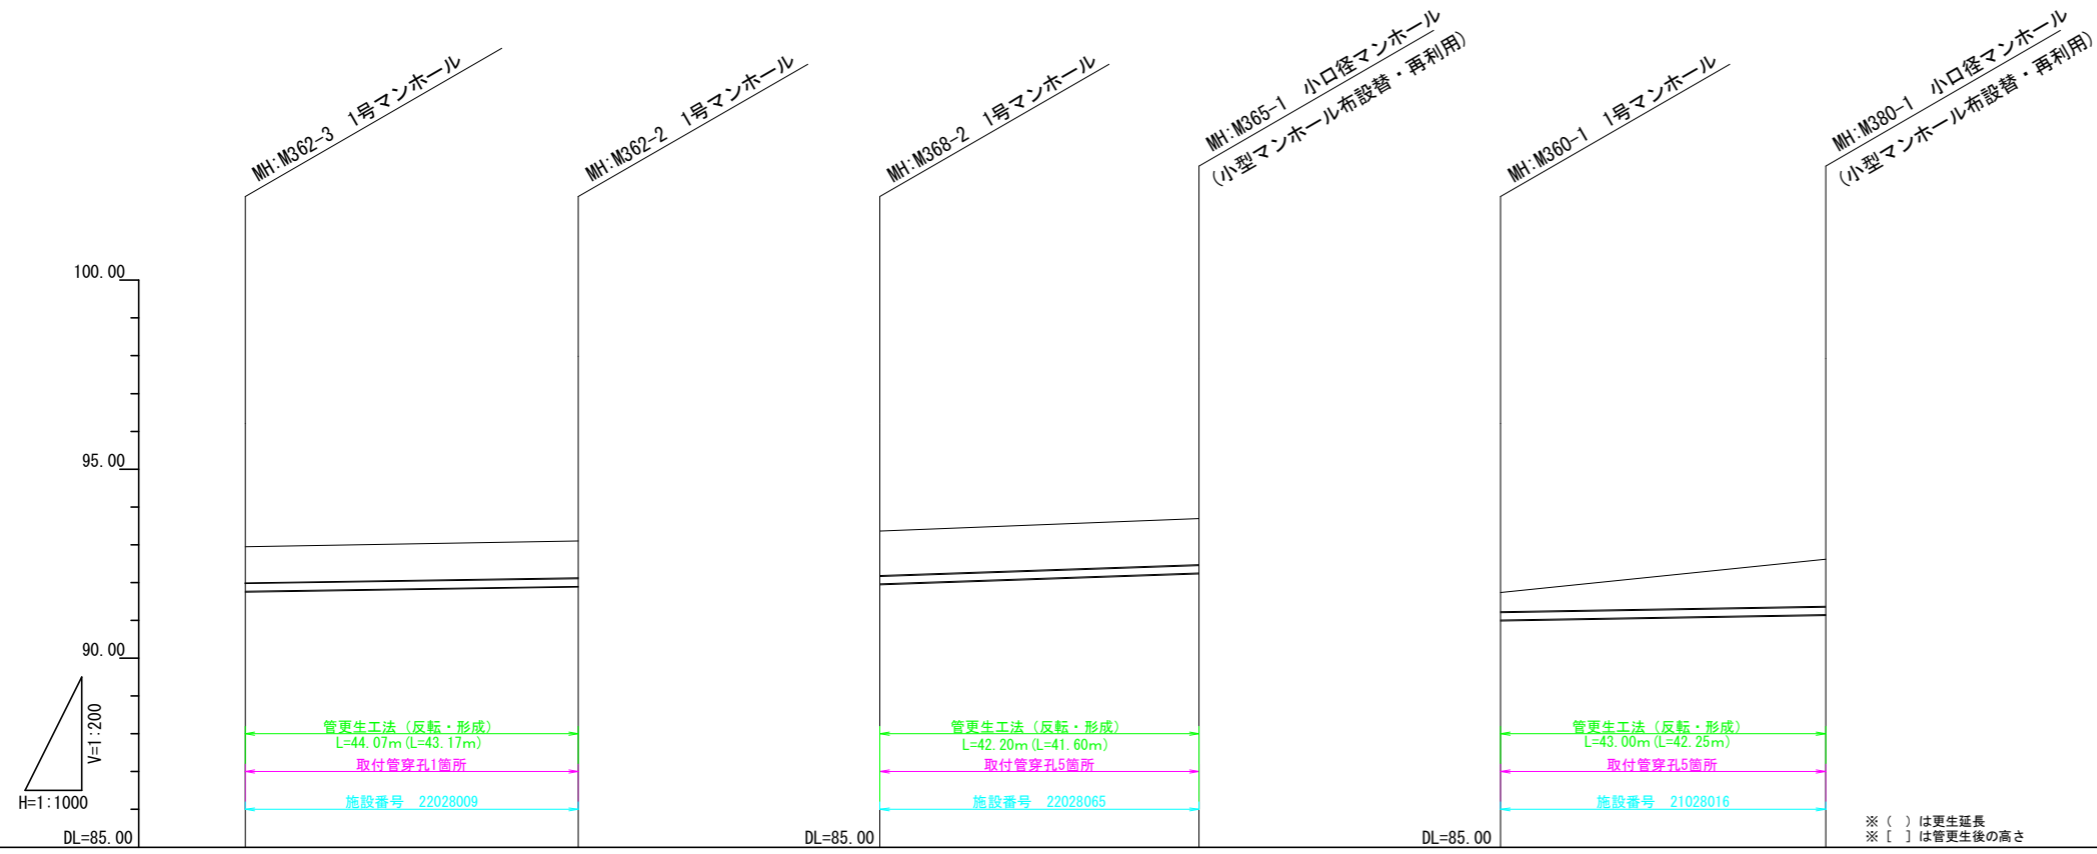 MH:M362-3　1号マンホール
MH:M362-2　1号マンホール
MH:M368-2　1号マンホール
MH:M365-1　小口径マンホール
(小型マンホール布設替・再利用)
MH:M360-1　1号マンホール
MH:M380-1　小口径マンホール
(小型マンホール布設替・再利用)
100.00
95.00
90.00
V=1:200
H=1:1000
DL=85.00
管更生工法（反転・形成）
L=44.07m(L=43.17m)
取付管穿孔1箇所
施設番号　22028009
DL=85.00
管更生工法（反転・形成）
L=42.20m(L=41.60m)
取付管穿孔5箇所
施設番号　22028065
DL=85.00
管更生工法（反転・形成）
L=43.00m(L=42.25m)
取付管穿孔5箇所
施設番号　21028016
※（　）は更生延長
※［　］は管更生後の高さ